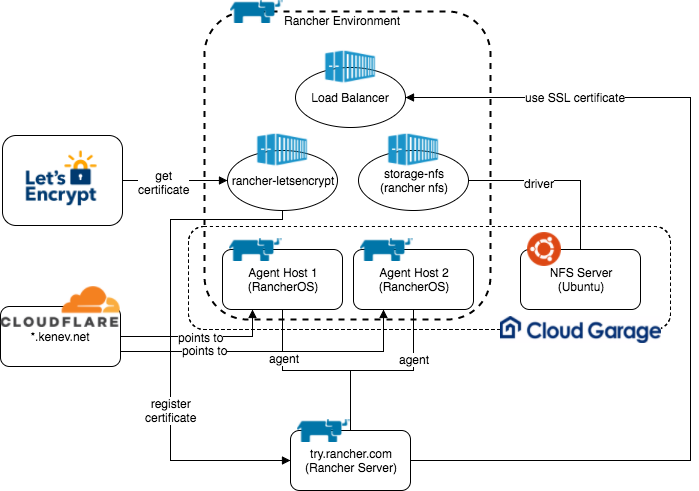 Rancher Environment
Load Balancer
use SSL certificate
Let's
Encrypt
get
certificate
rancher-letsencrypt
storage-nfs
(rancher nfs)
driver
Agent Host 1
(RancherOS)
Agent Host 2
(RancherOS)
NFS Server
(Ubuntu)
CLOUDFLARE
*.kenev.net
Cloud Garage
points to
points to
agent
agent
register
certificate
try.rancher.com
(Rancher Server)